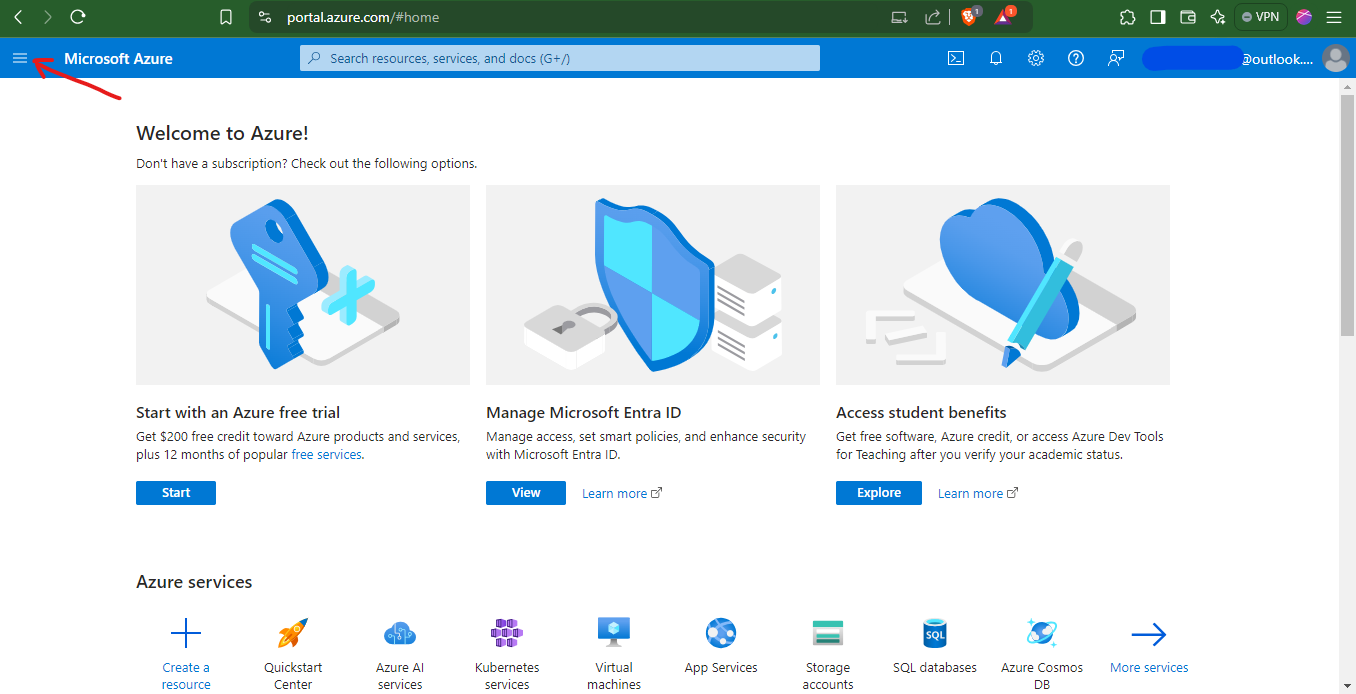 portal.azure.com/#home
1
1
VPN
Microsoft Azure
Search resources, services, and docs (G+/)
@outlook....
Welcome to Azure!
Don't have a subscription? Check out the following options.
Start with an Azure free trial
Get $200 free credit toward Azure products and services,
plus 12 months of popular free services.
Start
Manage Microsoft Entra ID
Manage access, set smart policies, and enhance security
with Microsoft Entra ID.
View
Learn more
Access student benefits
Get free software, Azure credit, or access Azure Dev Tools
for Teaching after you verify your academic status.
Explore
Learn more
Azure services
Create a
resource
Quickstart
Center
Azure AI
services
Kubernetes
services
Virtual
machines
App Services
Storage
accounts
SQL
SQL databases
Azure Cosmos
DB
More services